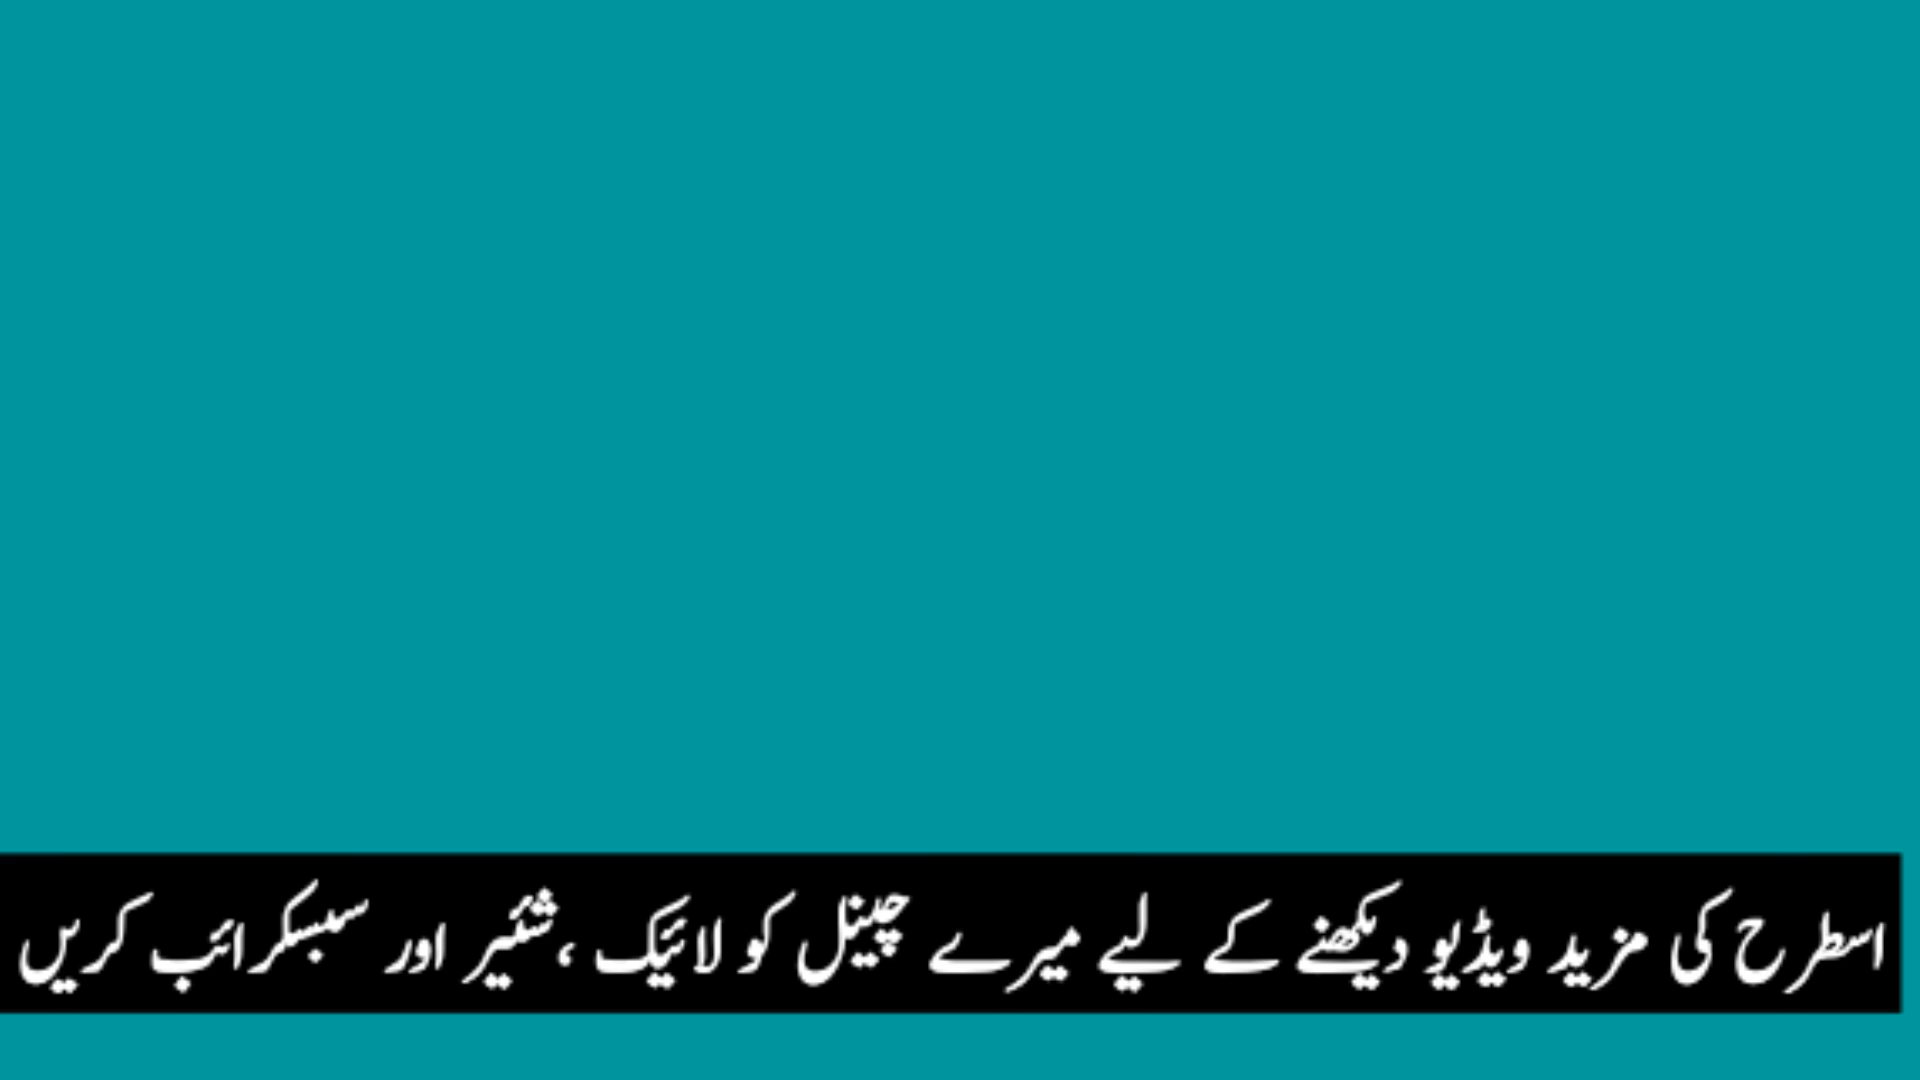 اسطرح کی مزید ویڈیو دیکھنے کے لیے میرے چینل کو لائیک ،شئیر اور سبسکرائب کریں